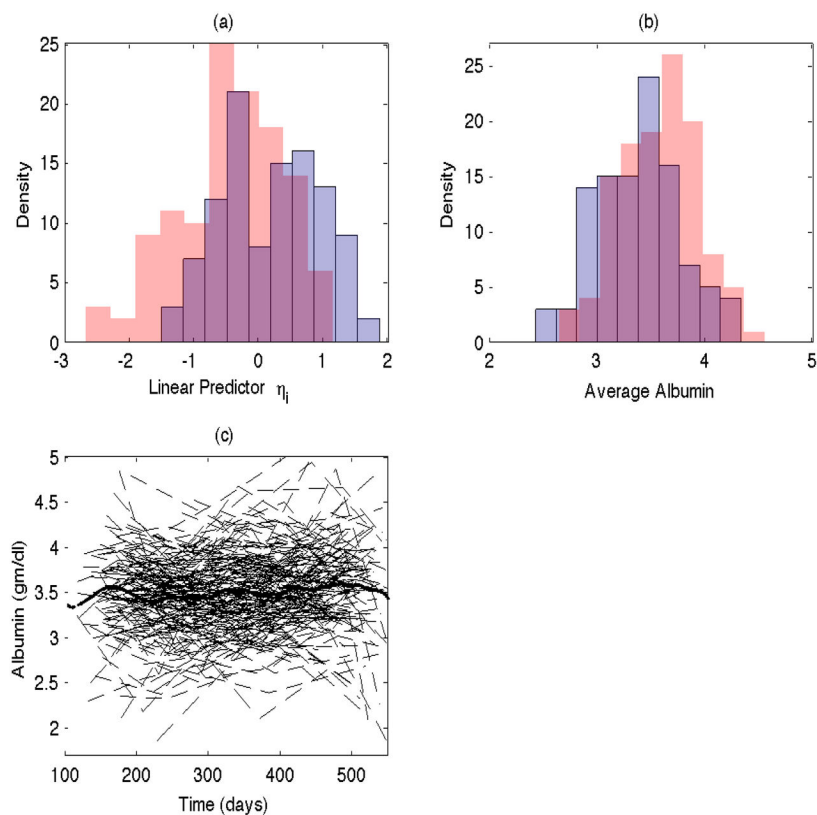 (a)
25
20
15
10
5
0
Density
-3 -2 -1 0 1 2
Linear Predictor ηi
(b)
25
20
15
10
5
0
Density
2 3 4 5
Average Albumin
(c)
5
4.5
4
3.5
3
2.5
2
Albumin (gm/dl)
100 200 300 400 500
Time (days)